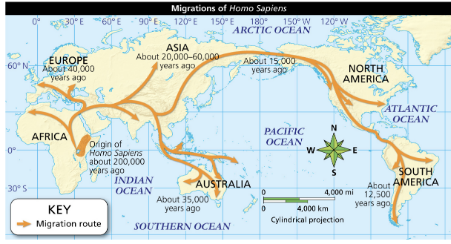 Migrations of Homo Sapiens
0° 30° E 60° E 90° E 120° E 150° W 120° W
ARCTIC OCEAN
EUROPE
About 40,000
years ago
ASIA
About 20,000–60,000
years ago
About 15,000
years ago
60° N
NORTH
AMERICA
ATLANTIC
OCEAN
AFRICA
0°
Origin of
Homo Sapiens
about 200,000
years ago
PACIFIC
OCEAN
N
W E
S
0°
INDIAN
OCEAN
30° S
AUSTRALIA
About 35,000
years ago
SOUTH
AMERICA
About
12,500
years ago
0 4,000 mi
0 4,000 km
Cylindrical projection
SOUTHERN OCEAN
KEY
Migration route